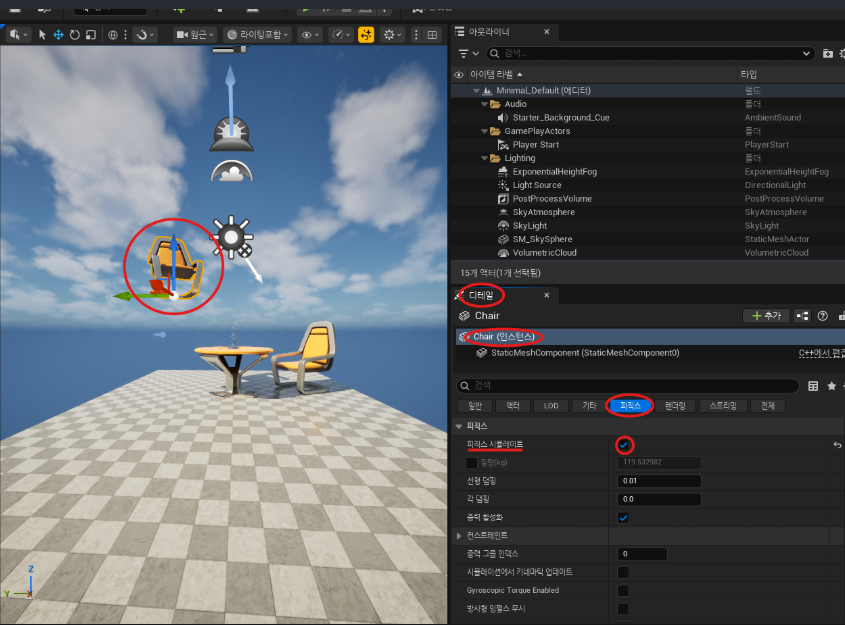 원근
라이팅포함
아웃라이너
검색...
아이템 라벨
타입
Minimal_Default (에디터)
월드
Audio
폴더
Starter_Background_Cue
AmbientSound
GamePlayActors
폴더
Player Start
PlayerStart
Lighting
폴더
ExponentialHeightFog
ExponentialHeightFog
Light Source
DirectionalLight
PostProcessVolume
PostProcessVolume
SkyAtmosphere
SkyAtmosphere
SkyLight
SkyLight
SM_SkySphere
StaticMeshActor
VolumetricCloud
VolumetricCloud
15개 액터(1개 선택됨)
디테일
Chair
추가
Chair (인스턴스)
StaticMeshComponent (StaticMeshComponent0)
C++에서 편집
검색
일반
액터
LOD
기타
피직스
렌더링
스트리밍
전체
피직스
피직스 시뮬레이트
질량(kg)
119.632982
선형 댐핑
0.01
각 댐핑
0.0
중력 활성화
컨스트레인트
중력 그룹 인덱스
0
시뮬레이션에서 키네마틱 업데이트
Gyroscopic Torque Enabled
방사형 임펄스 무시
Z
Y
X